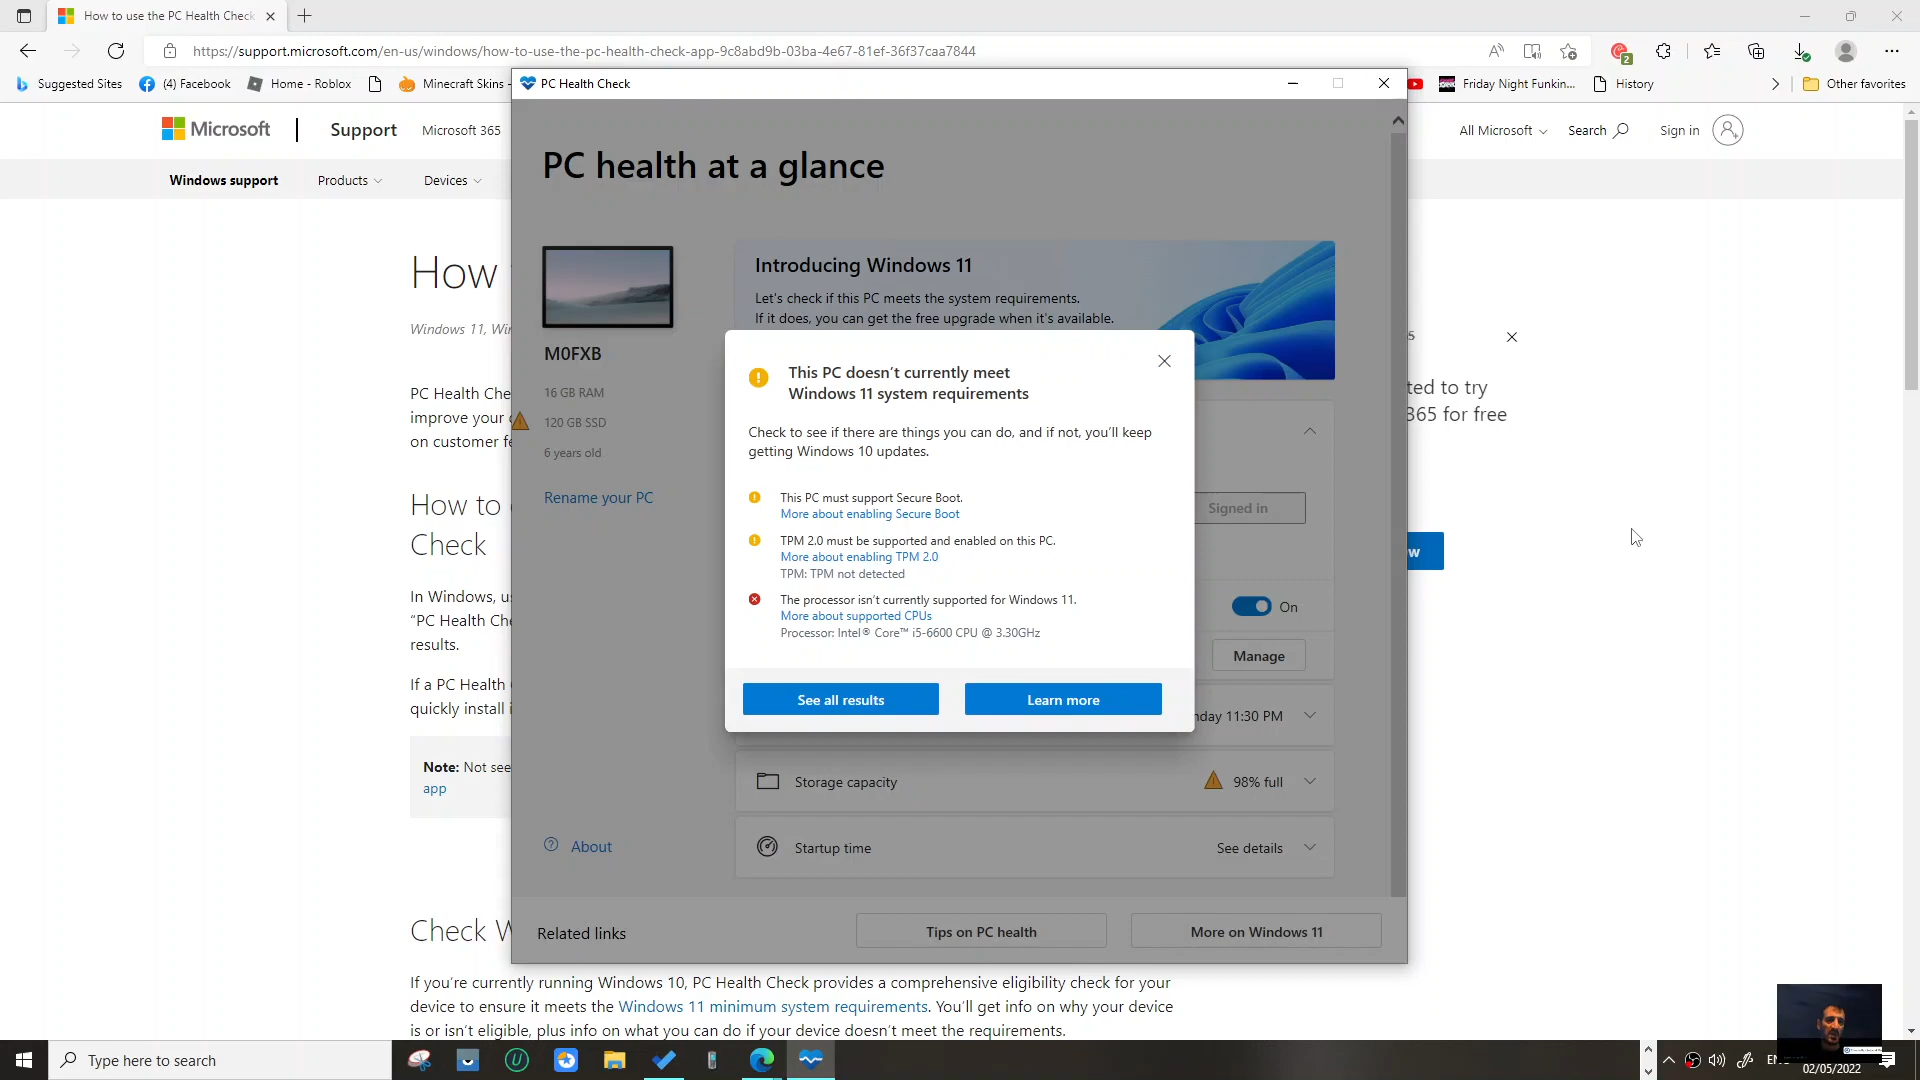 How to use the PC Health Check
https://support.microsoft.com/en-us/windows/how-to-use-the-pc-health-check-app-9c8abd9b-03ba-4e67-81ef-36f37caa7844
2
Suggested Sites
(4) Facebook
Home - Roblox
Minecraft Skins -
Friday Night Funkin...
History
Other favorites
PC Health Check
Microsoft
Support
Microsoft 365
All Microsoft
Search
Sign in
Windows support
Products
Devices
PC health at a glance
How
Windows 11, Win
PC Health Che
improve your
on customer fe
How to
Check
In Windows, u
"PC Health Che
results.
If a PC Health
quickly install i
Note: Not see
app
Check W
M0FXB
16 GB RAM
120 GB SSD
6 years old
Rename your PC
Introducing Windows 11
Let's check if this PC meets the system requirements.
If it does, you can get the free upgrade when it's available.
This PC doesn't currently meet
Windows 11 system requirements
Check to see if there are things you can do, and if not, you'll keep
getting Windows 10 updates.
This PC must support Secure Boot.
More about enabling Secure Boot
TPM 2.0 must be supported and enabled on this PC.
More about enabling TPM 2.0
TPM: TPM not detected
The processor isn't currently supported for Windows 11.
More about supported CPUs
Processor: Intel® Core™ i5-6600 CPU @ 3.30GHz
See all results
Learn more
Signed in
On
Manage
nday 11:30 PM
Storage capacity
98% full
Startup time
See details
About
Related links
Tips on PC health
More on Windows 11
5
ted to try
365 for free
w
If you're currently running Windows 10, PC Health Check provides a comprehensive eligibility check for your
device to ensure it meets the Windows 11 minimum system requirements. You'll get info on why your device
is or isn't eligible, plus info on what you can do if your device doesn't meet the requirements.
Type here to search
02/05/2022